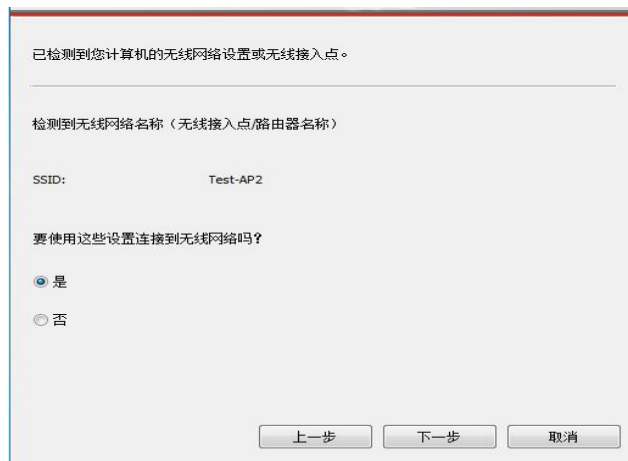 已检测到您计算机的无线网络设置或无线接入点。
检测到无线网络名称（无线接入点/路由器名称）
SSID: Test-AP2
要使用这些设置连接到无线网络吗?
是
否
上一步 下一步 取消